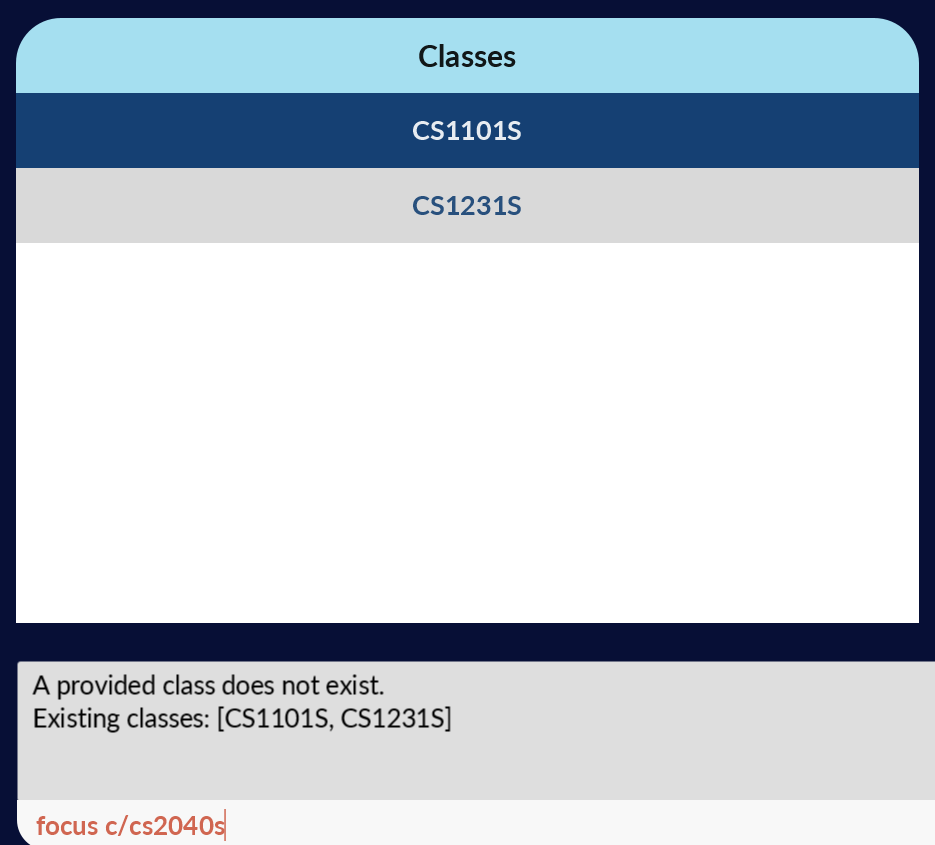 Classes
CS1101S
CS1231S
A provided class does not exist.
Existing classes: [CS1101S, CS1231S]
focus c/cs2040s